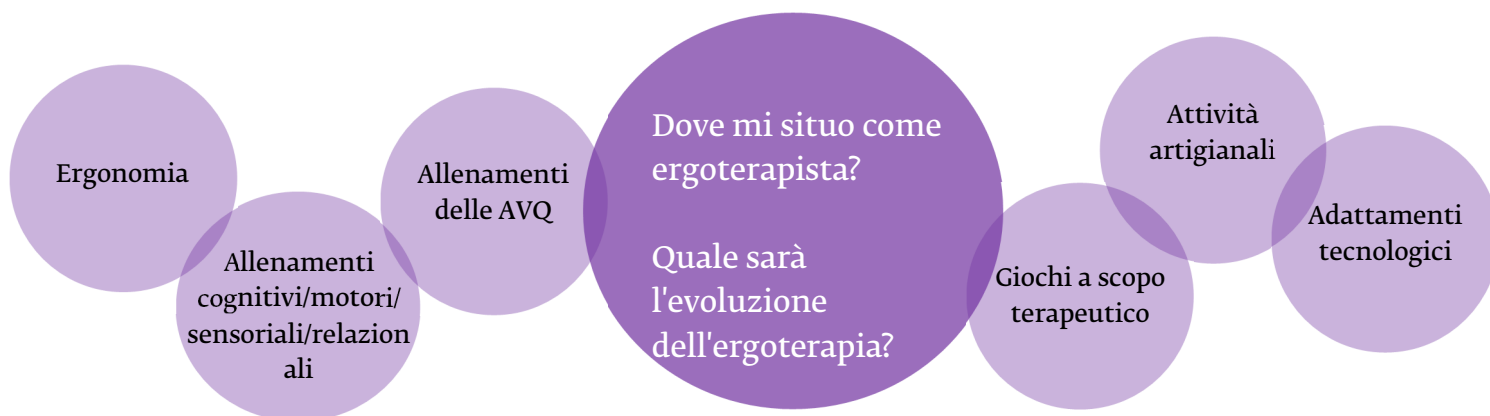 Ergonomia
Allenamenti
cognitivi/motori/
sensoriali/relazion
ali
Allenamenti
delle AVQ
Dove mi situo come
ergoterapista?
Quale sarà
l'evoluzione
dell'ergoterapia?
Giochi a scopo
terapeutico
Attività
artigianali
Adattamenti
tecnologici